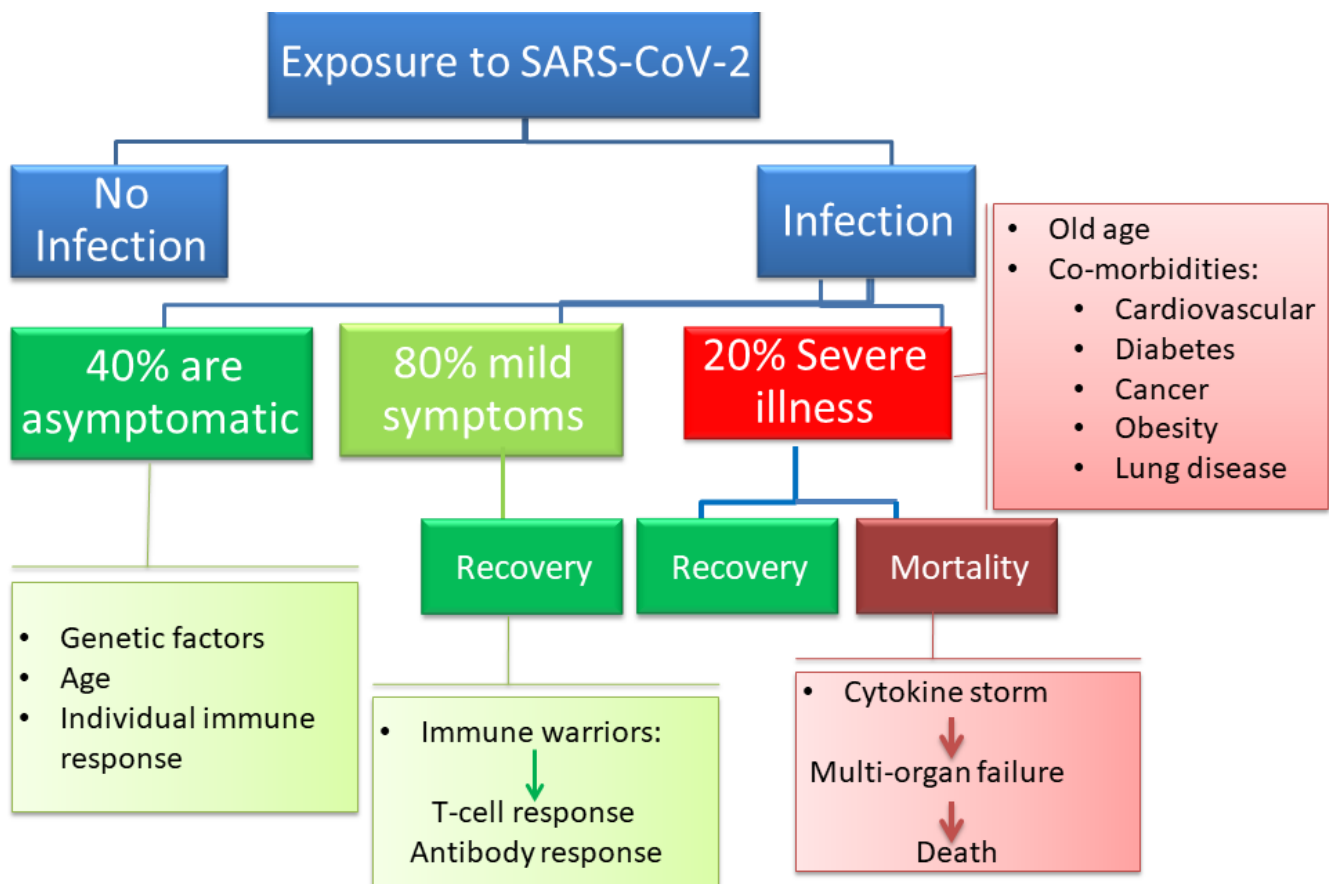 Exposure to SARS-CoV-2
No
Infection
Infection
• Old age
• Co-morbidities:
• Cardiovascular
• Diabetes
• Cancer
• Obesity
• Lung disease
40% are
asymptomatic
80% mild
symptoms
20% Severe
illness
Recovery
Recovery
Mortality
• Genetic factors
• Age
• Individual immune
response
• Immune warriors:
T-cell response
Antibody response
• Cytokine storm
Multi-organ failure
Death